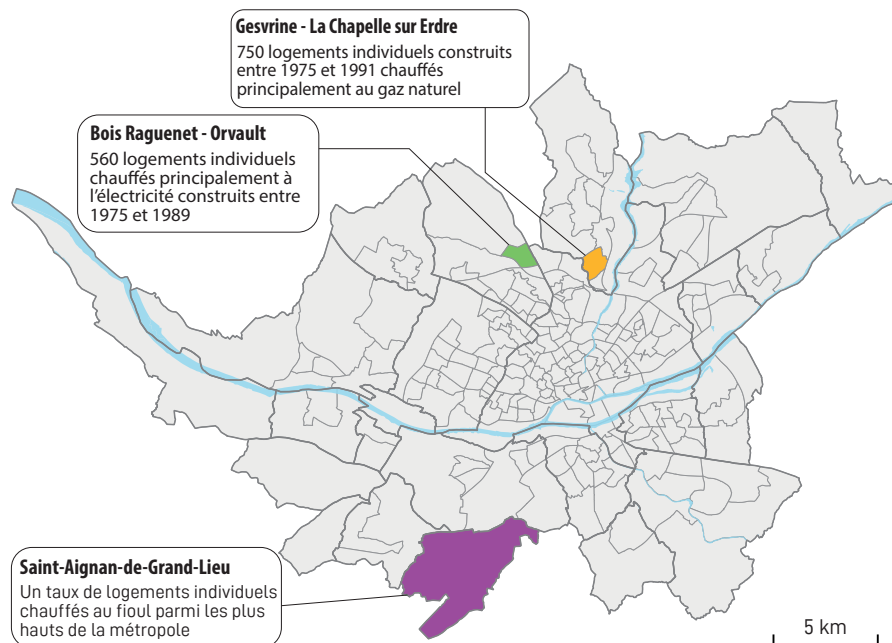 Gesvrine - La Chapelle sur Erdre
750 logements individuels construits
entre 1975 et 1991 chauffés
principalement au gaz naturel
Bois Raguenet - Orvault
560 logements individuels
chauffés principalement à
l'électricité construits entre
1975 et 1989
Saint-Aignan-de-Grand-Lieu
Un taux de logements individuels
chauffés au fioul parmi les plus
hauts de la métropole
5 km